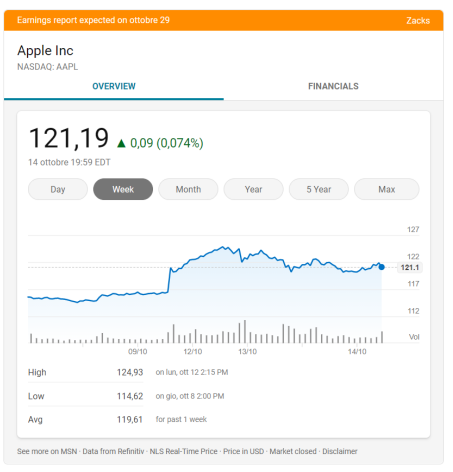 Earnings report expected on ottobre 29 Zacks
Apple Inc
NASDAQ: AAPL
OVERVIEW FINANCIALS
121,19 ▲ 0,09 (0,074%)
14 ottobre 19:59 EDT
Day Week Month Year 5 Year Max
127
122
121.1
117
112
Vol
09/10 12/10 13/10 14/10
High 124,93 on lun, ott 12 2:15 PM
Low 114,62 on gio, ott 8 2:00 PM
Avg 119,61 for past 1 week
See more on MSN · Data from Refinitiv · NLS Real-Time Price · Price in USD · Market closed · Disclaimer